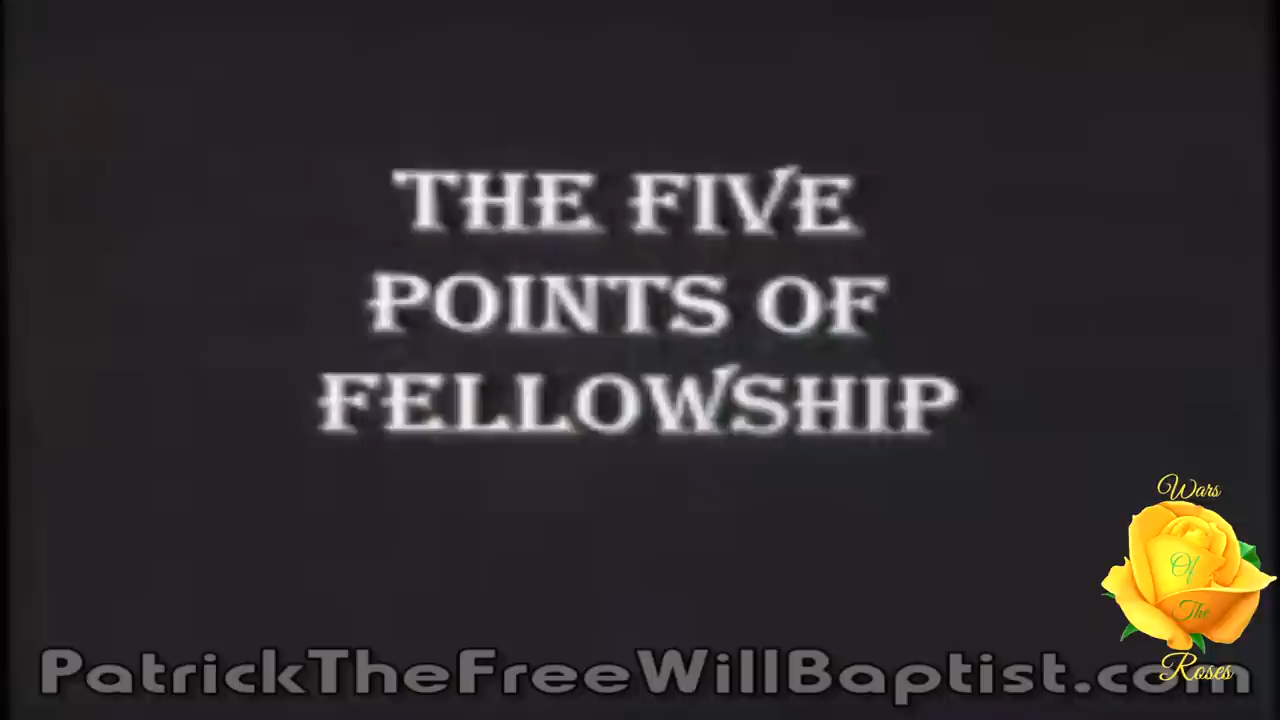 THE FIVE
POINTS OF
FELLOWSHIP
Wars
Of
The
Roses
PatrickTheFreeWillBaptist.com